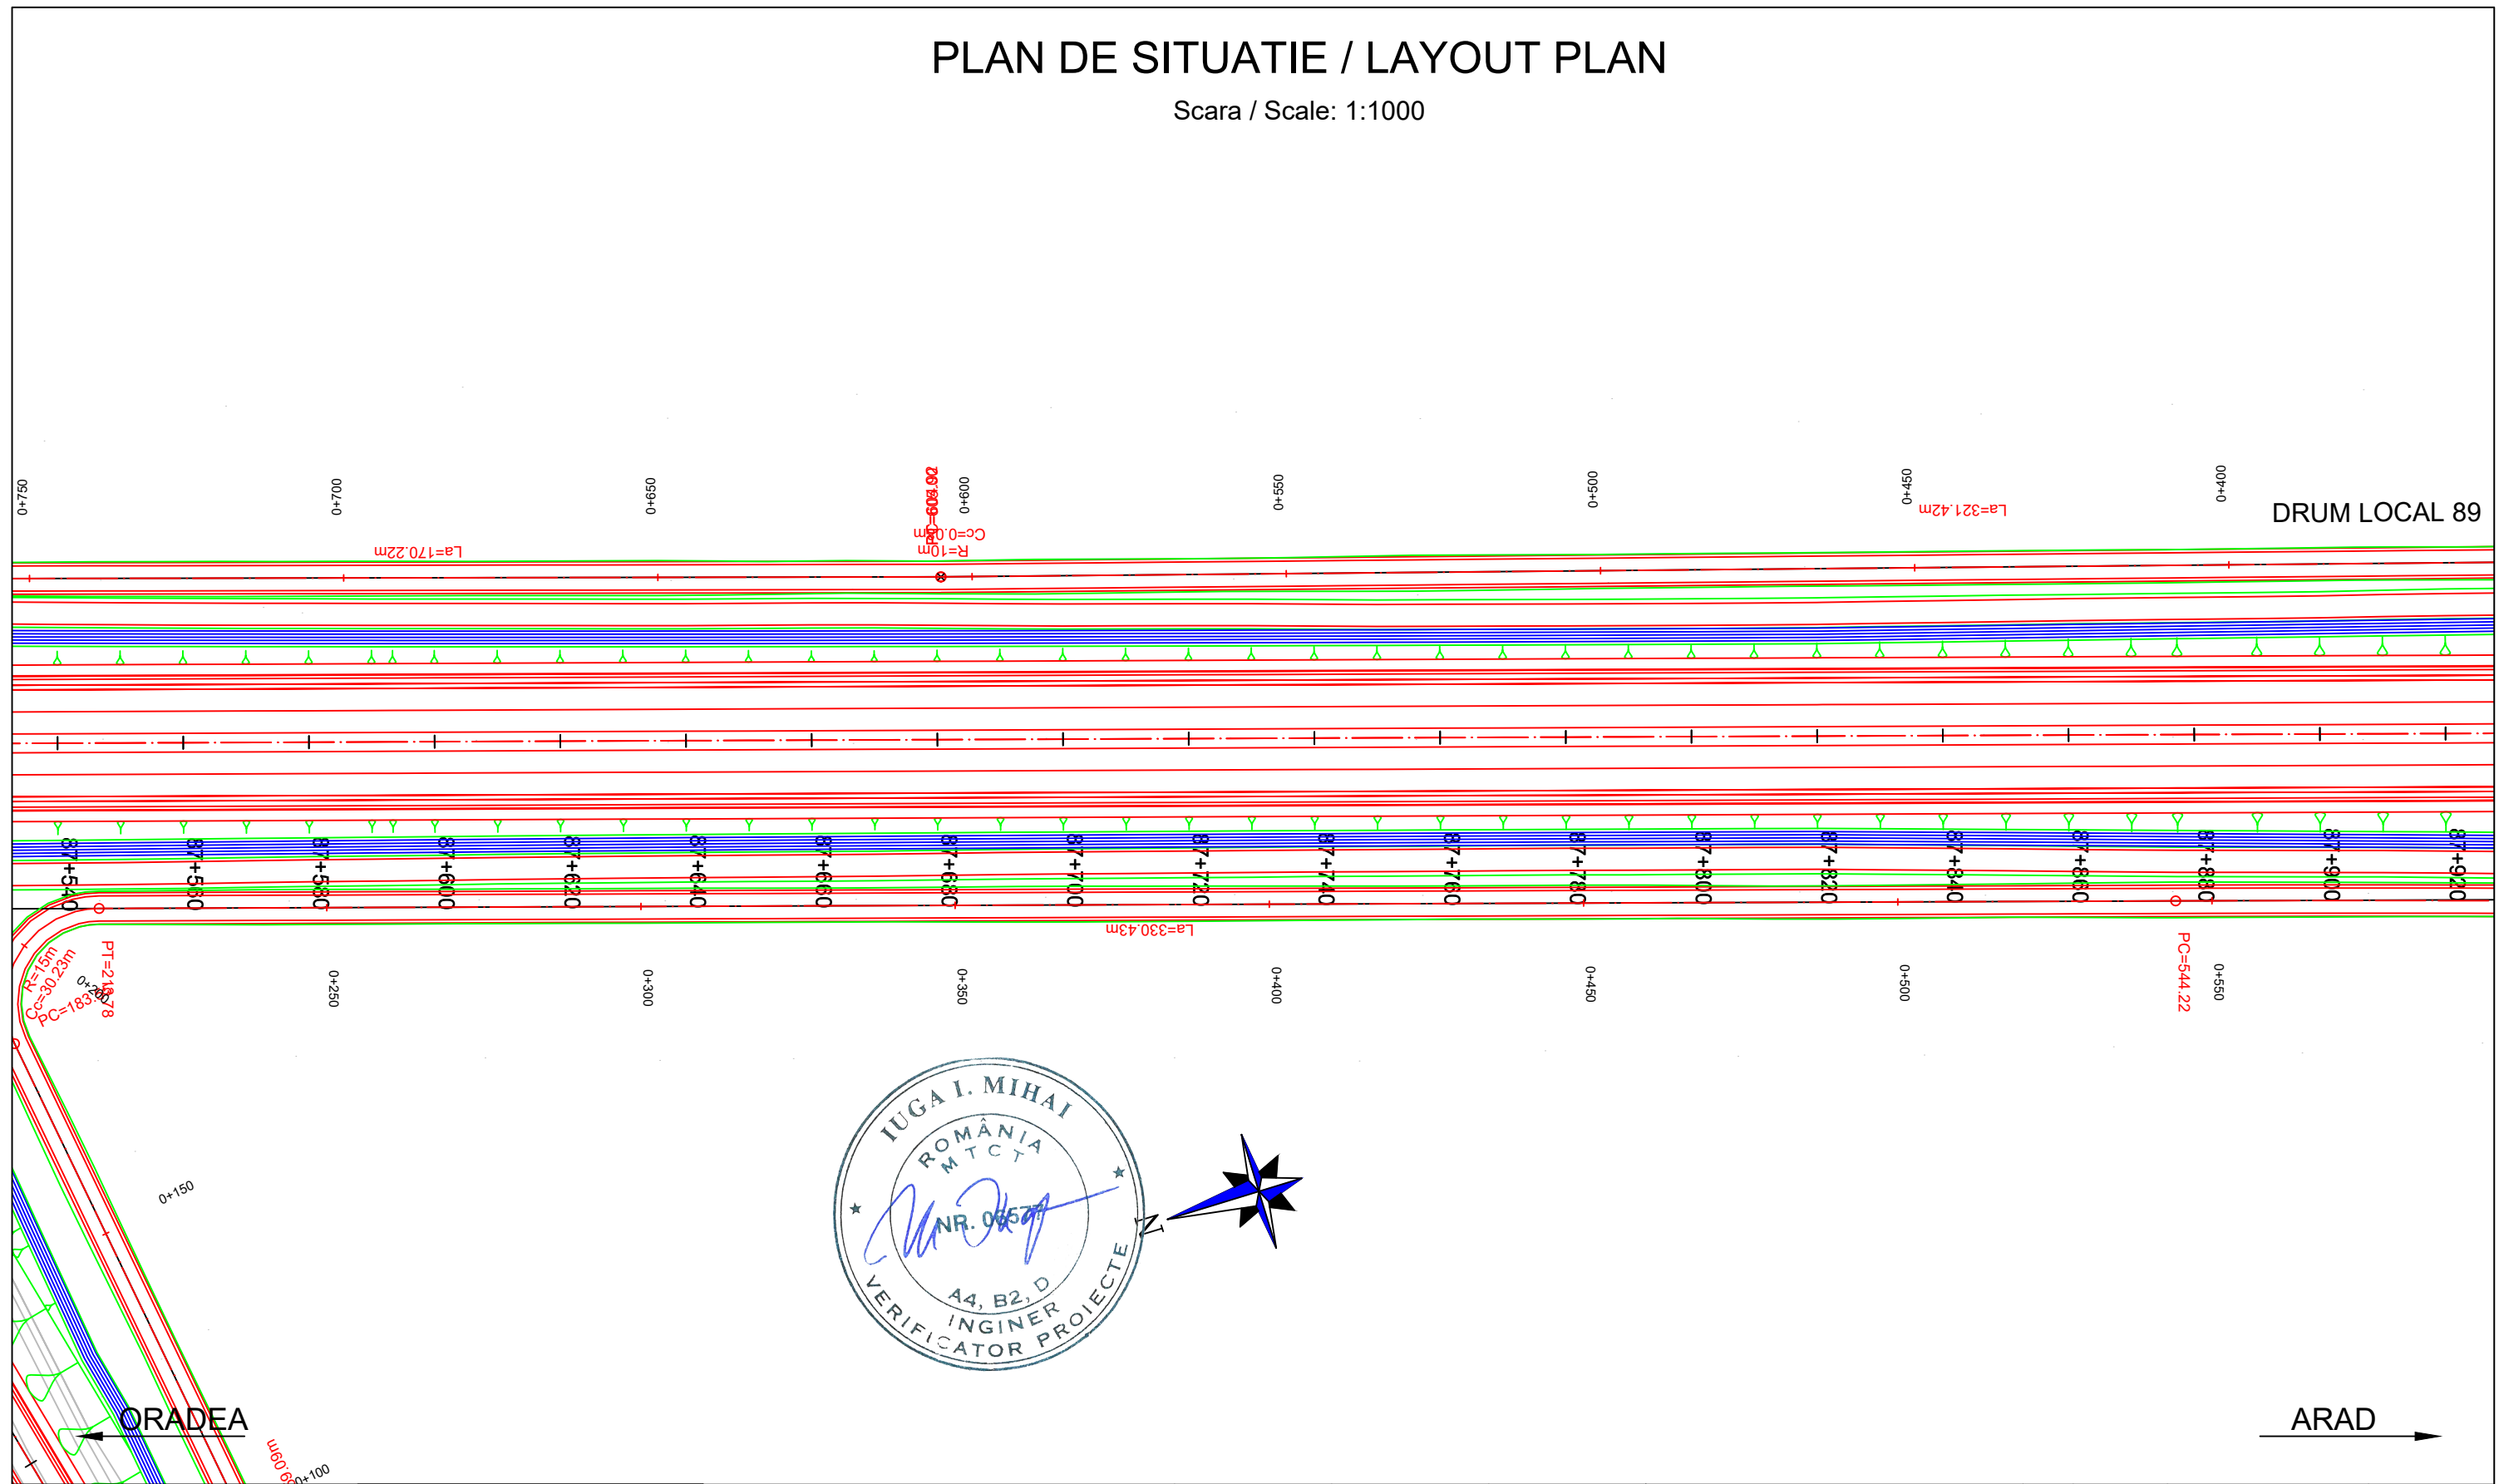 PLAN DE SITUATIE / LAYOUT PLAN
Scara / Scale: 1:1000
0+750
0+700
0+650
0+600
0+550
0+500
0+450
0+400
DRUM LOCAL 89
La=170.22m
R=10m
La=321.42m
87+540
87+560
87+580
87+600
87+620
87+640
87+660
87+680
87+700
87+720
87+740
87+760
87+780
87+800
87+820
87+840
87+860
87+880
87+900
87+920
La=330.43m
R=15m
Cc=30.23m
PT=213.78
0+200
0+250
0+300
0+350
0+400
0+450
0+500
PC=544.22
0+550
0+150
0+100
IUGA I. MIHAI
ROMÂNIA
M T C T
NR. 06577
A4, B2, D
INGINER
VERIFICATOR PROIECTE
N
ORADEA
ARAD